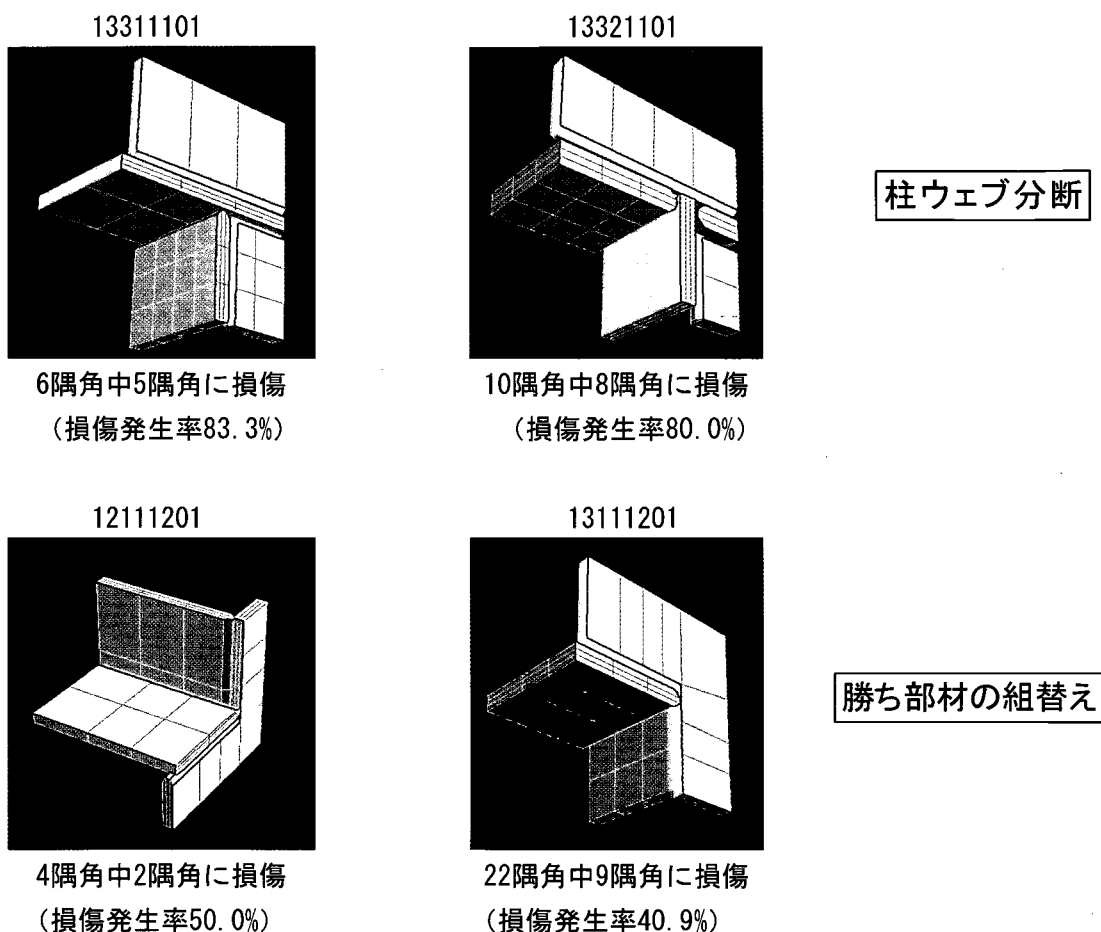 13311101
13321101
柱ウェブ分断
6隅角中5隅角に損傷
(損傷発生率83.3%)
10隅角中8隅角に損傷
(損傷発生率80.0%)
12111201
13111201
勝ち部材の組替え
4隅角中2隅角に損傷
(損傷発生率50.0%)
22隅角中9隅角に損傷
(損傷発生率40.9%)